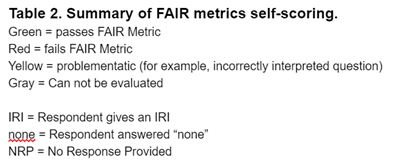 Table 2. Summary of FAIR metrics self-scoring.
Green = passes FAIR Metric
Red = fails FAIR Metric
Yellow = problementatic (for example, incorrectly interpreted question)
Gray = Can not be evaluated
IRI = Respondent gives an IRI
none = Respondent answered “none”
NRP = No Response Provided